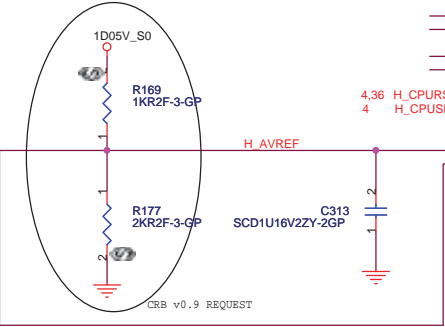 1D05V_S0
R169
1KR2F-3-GP
1
4,36 H_CPURS
4 H_CPUS
H_AVREF
1
R177
2KR2F-3-GP
2
2
C313
SCD1U16V2ZY-2GP
1
CRB v0.9 REQUEST